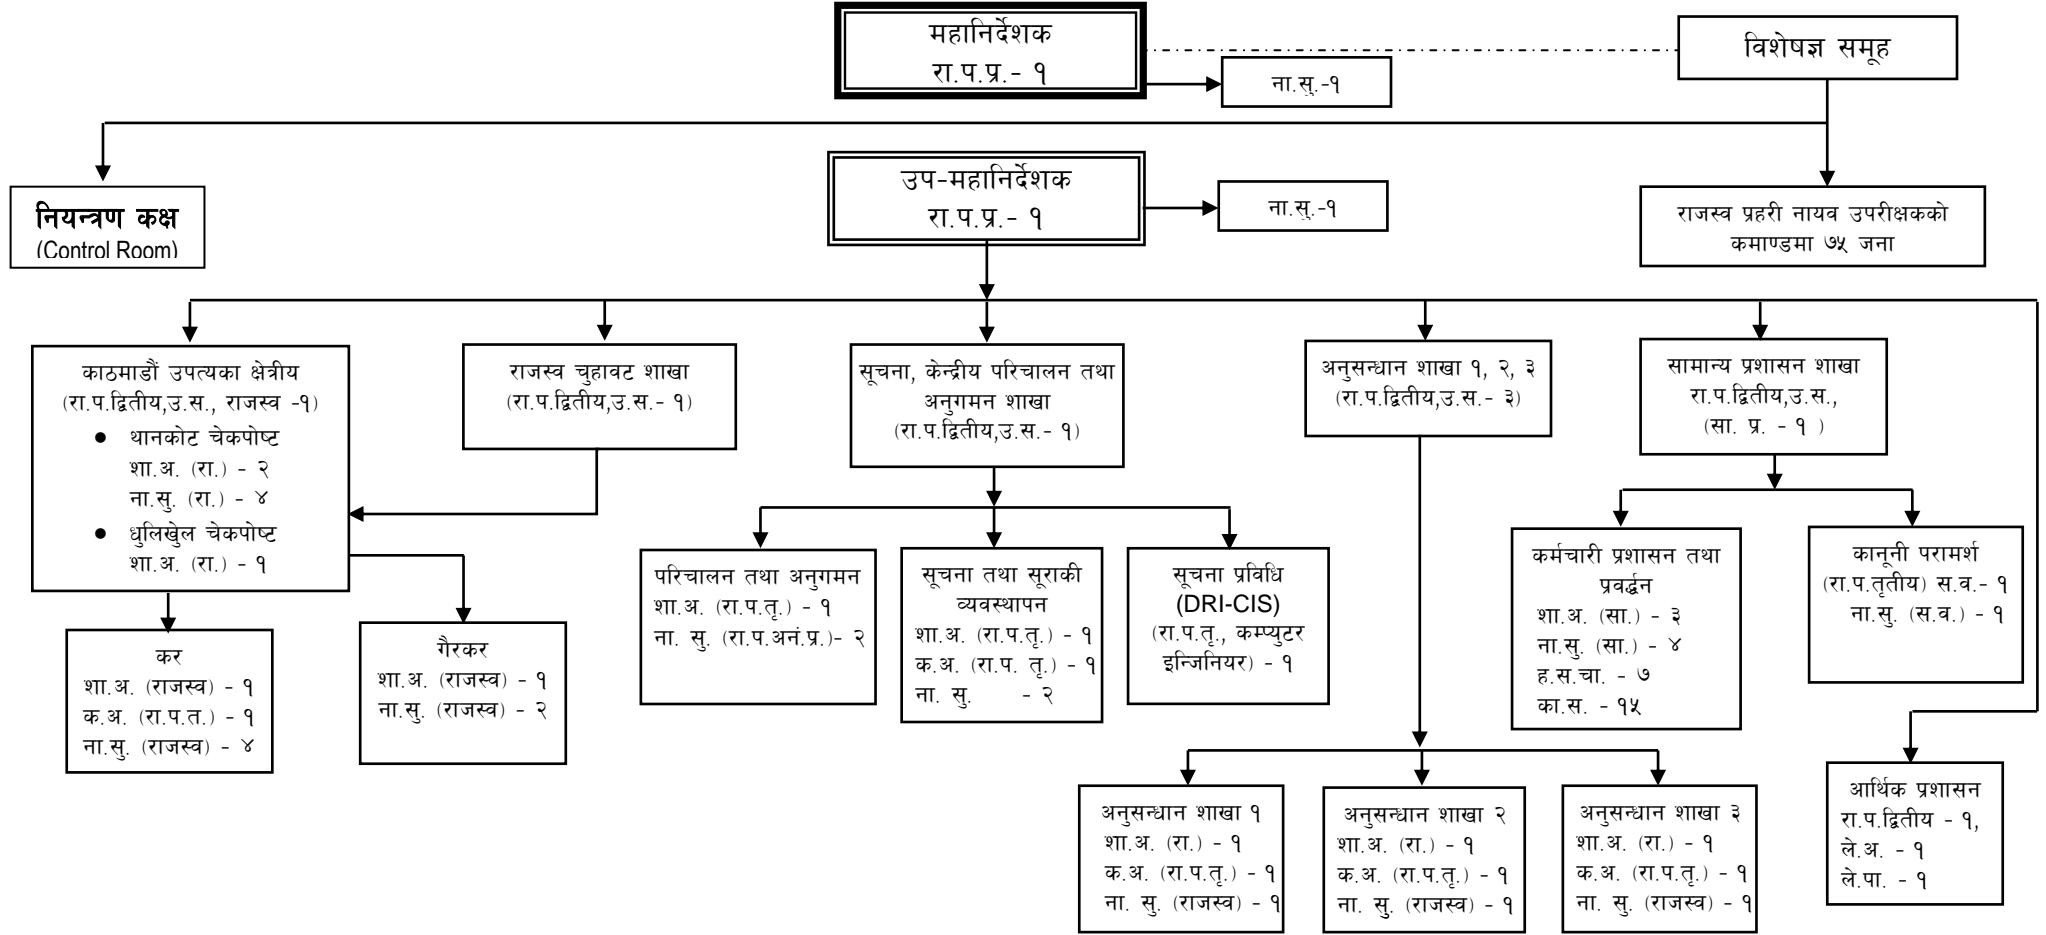 महानिर्देशक
रा.प.प्र.- १
विशेषज्ञ समूह
ना.सु.-१
उप-महानिर्देशक
रा.प.प्र.- १
ना.सु.-१
नियन्त्रण कक्ष
(Control Room)
राजस्व प्रहरी नायव उपरीक्षकको
कमाण्डमा ७५ जना
काठमाडौं उपत्यका क्षेत्रीय
(रा.प.द्वितीय,उ.स., राजस्व -१)
● थानकोट चेकपोष्ट
शा.अ. (रा.) - २
ना.सु. (रा.) - ४
● धुलिखेल चेकपोष्ट
शा.अ. (रा.) - १
राजस्व चुहावट शाखा
(रा.प.द्वितीय,उ.स.- १)
सूचना, केन्द्रीय परिचालन तथा
अनुगमन शाखा
(रा.प.द्वितीय,उ.स.- १)
अनुसन्धान शाखा १, २, ३
(रा.प.द्वितीय,उ.स.- ३)
सामान्य प्रशासन शाखा
रा.प.द्वितीय,उ.स.,
(सा. प्र. - १ )
कर
शा.अ. (राजस्व) - १
क.अ. (रा.प.त.) - १
ना.सु. (राजस्व) - ४
गैरकर
शा.अ. (राजस्व) - १
ना.सु. (राजस्व) - २
परिचालन तथा अनुगमन
शा.अ. (रा.प.तृ.) - १
ना. सु. (रा.प.अनं.प्र.)- २
सूचना तथा सूराकी
व्यवस्थापन
शा.अ. (रा.प.तृ.) - १
क.अ. (रा.प. तृ.) - १
ना. सु. - २
सूचना प्रविधि
(DRI-CIS)
(रा.प.तृ., कम्प्युटर
इन्जिनियर) - १
कर्मचारी प्रशासन तथा
प्रवर्द्धन
शा.अ. (सा.) - ३
ना.सु. (सा.) - ४
ह.स.चा. - ७
का.स. - १५
कानूनी परामर्श
(रा.प.तृतीय) स.व.- १
ना.सु. (स.व.) - १
अनुसन्धान शाखा १
शा.अ. (रा.) - १
क.अ. (रा.प.तृ.) - १
ना. सु. (राजस्व) - १
अनुसन्धान शाखा २
शा.अ. (रा.) - १
क.अ. (रा.प.तृ.) - १
ना. सु. (राजस्व) - १
अनुसन्धान शाखा ३
शा.अ. (रा.) - १
क.अ. (रा.प.तृ.) - १
ना. सु. (राजस्व) - १
आर्थिक प्रशासन
रा.प.द्वितीय - १,
ले.अ. - १
ले.पा. - १